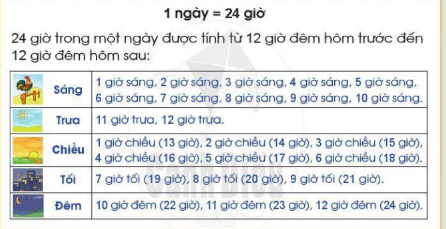 1 ngày = 24 giờ
24 giờ trong một ngày được tính từ 12 giờ đêm hôm trước đến
12 giờ đêm hôm sau:
Sáng
1 giờ sáng, 2 giờ sáng, 3 giờ sáng, 4 giờ sáng, 5 giờ sáng,
6 giờ sáng, 7 giờ sáng, 8 giờ sáng, 9 giờ sáng, 10 giờ sáng.
Trưa
11 giờ trưa, 12 giờ trưa.
Chiều
1 giờ chiều (13 giờ), 2 giờ chiều (14 giờ), 3 giờ chiều (15 giờ),
4 giờ chiều (16 giờ), 5 giờ chiều (17 giờ), 6 giờ chiều (18 giờ).
Tối
7 giờ tối (19 giờ), 8 giờ tối (20 giờ), 9 giờ tối (21 giờ).
Đêm
10 giờ đêm (22 giờ), 11 giờ đêm (23 giờ), 12 giờ đêm (24 giờ).